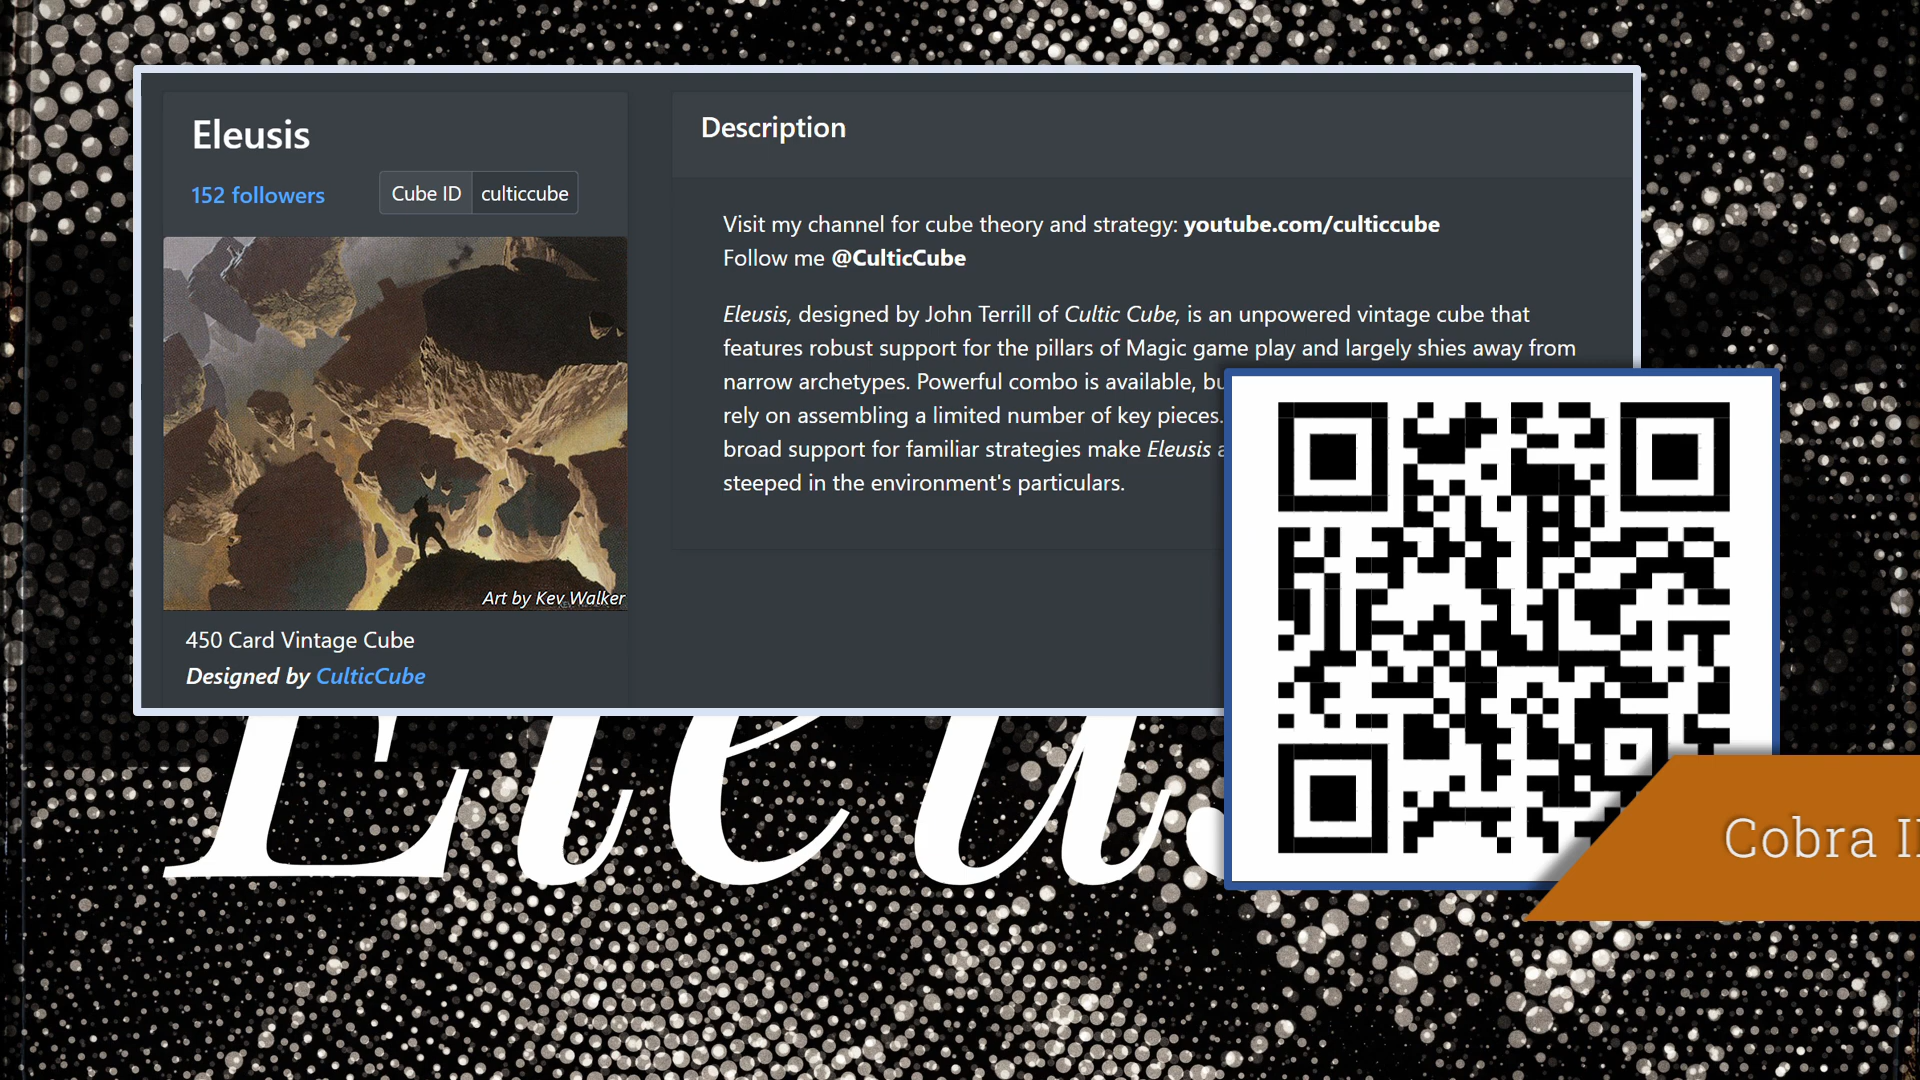 Eleusis
152 followers
Cube ID culticcube
Art by Kev Walker
450 Card Vintage Cube
Designed by CulticCube
Description
Visit my channel for cube theory and strategy: youtube.com/culticcube
Follow me @CulticCube
Eleusis, designed by John Terrill of Cultic Cube, is an unpowered vintage cube that
features robust support for the pillars of Magic game play and largely shies away from
narrow archetypes. Powerful combo is available,
rely on assembling a limited number of key pieces.
broad support for familiar strategies make Eleusis
steeped in the environment's particulars.
Cobra